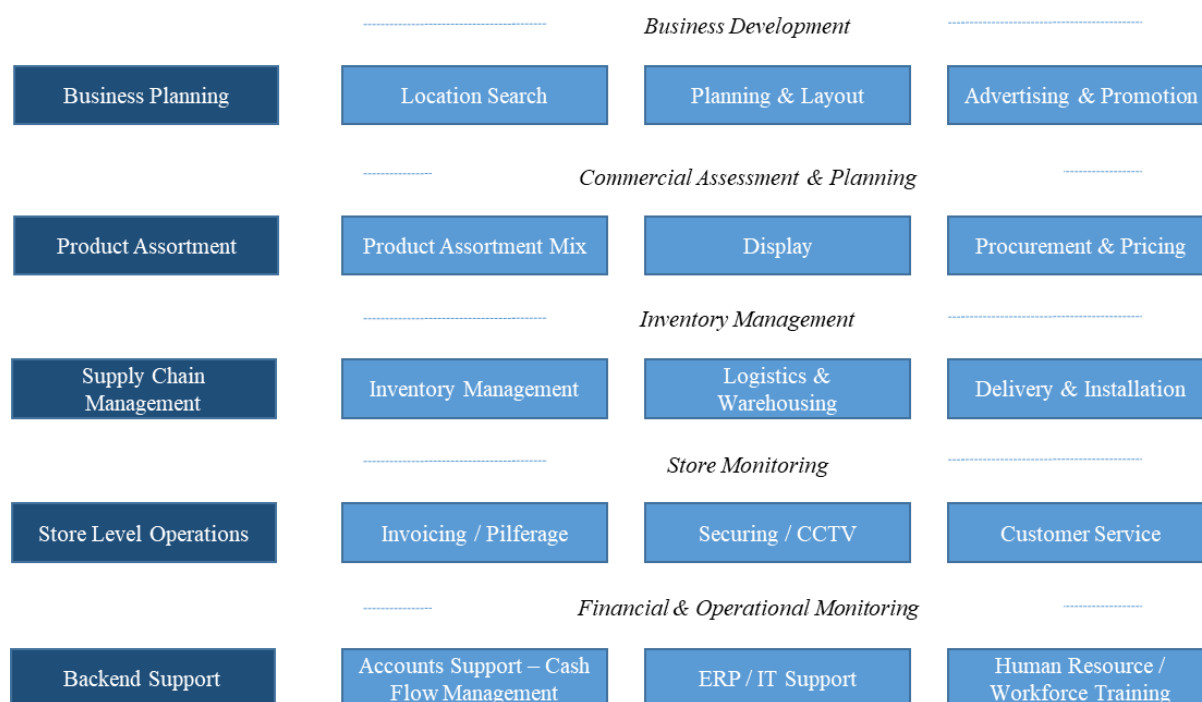 Business Development
Business Planning
Location Search
Planning & Layout
Advertising & Promotion
Commercial Assessment & Planning
Product Assortment
Product Assortment Mix
Display
Procurement & Pricing
Inventory Management
Supply Chain
Management
Inventory Management
Logistics &
Warehousing
Delivery & Installation
Store Monitoring
Store Level Operations
Invoicing / Pilferage
Securing / CCTV
Customer Service
Financial & Operational Monitoring
Backend Support
Accounts Support – Cash
Flow Management
ERP / IT Support
Human Resource /
Workforce Training